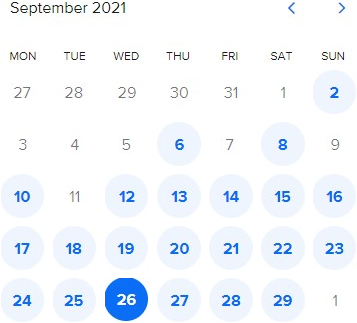 September 2021
MON TUE WED THU FRI SAT SUN
27 28 29 30 31 1 2
3 4 5 6 7 8 9
10 11 12 13 14 15 16
17 18 19 20 21 22 23
24 25 26 27 28 29 1